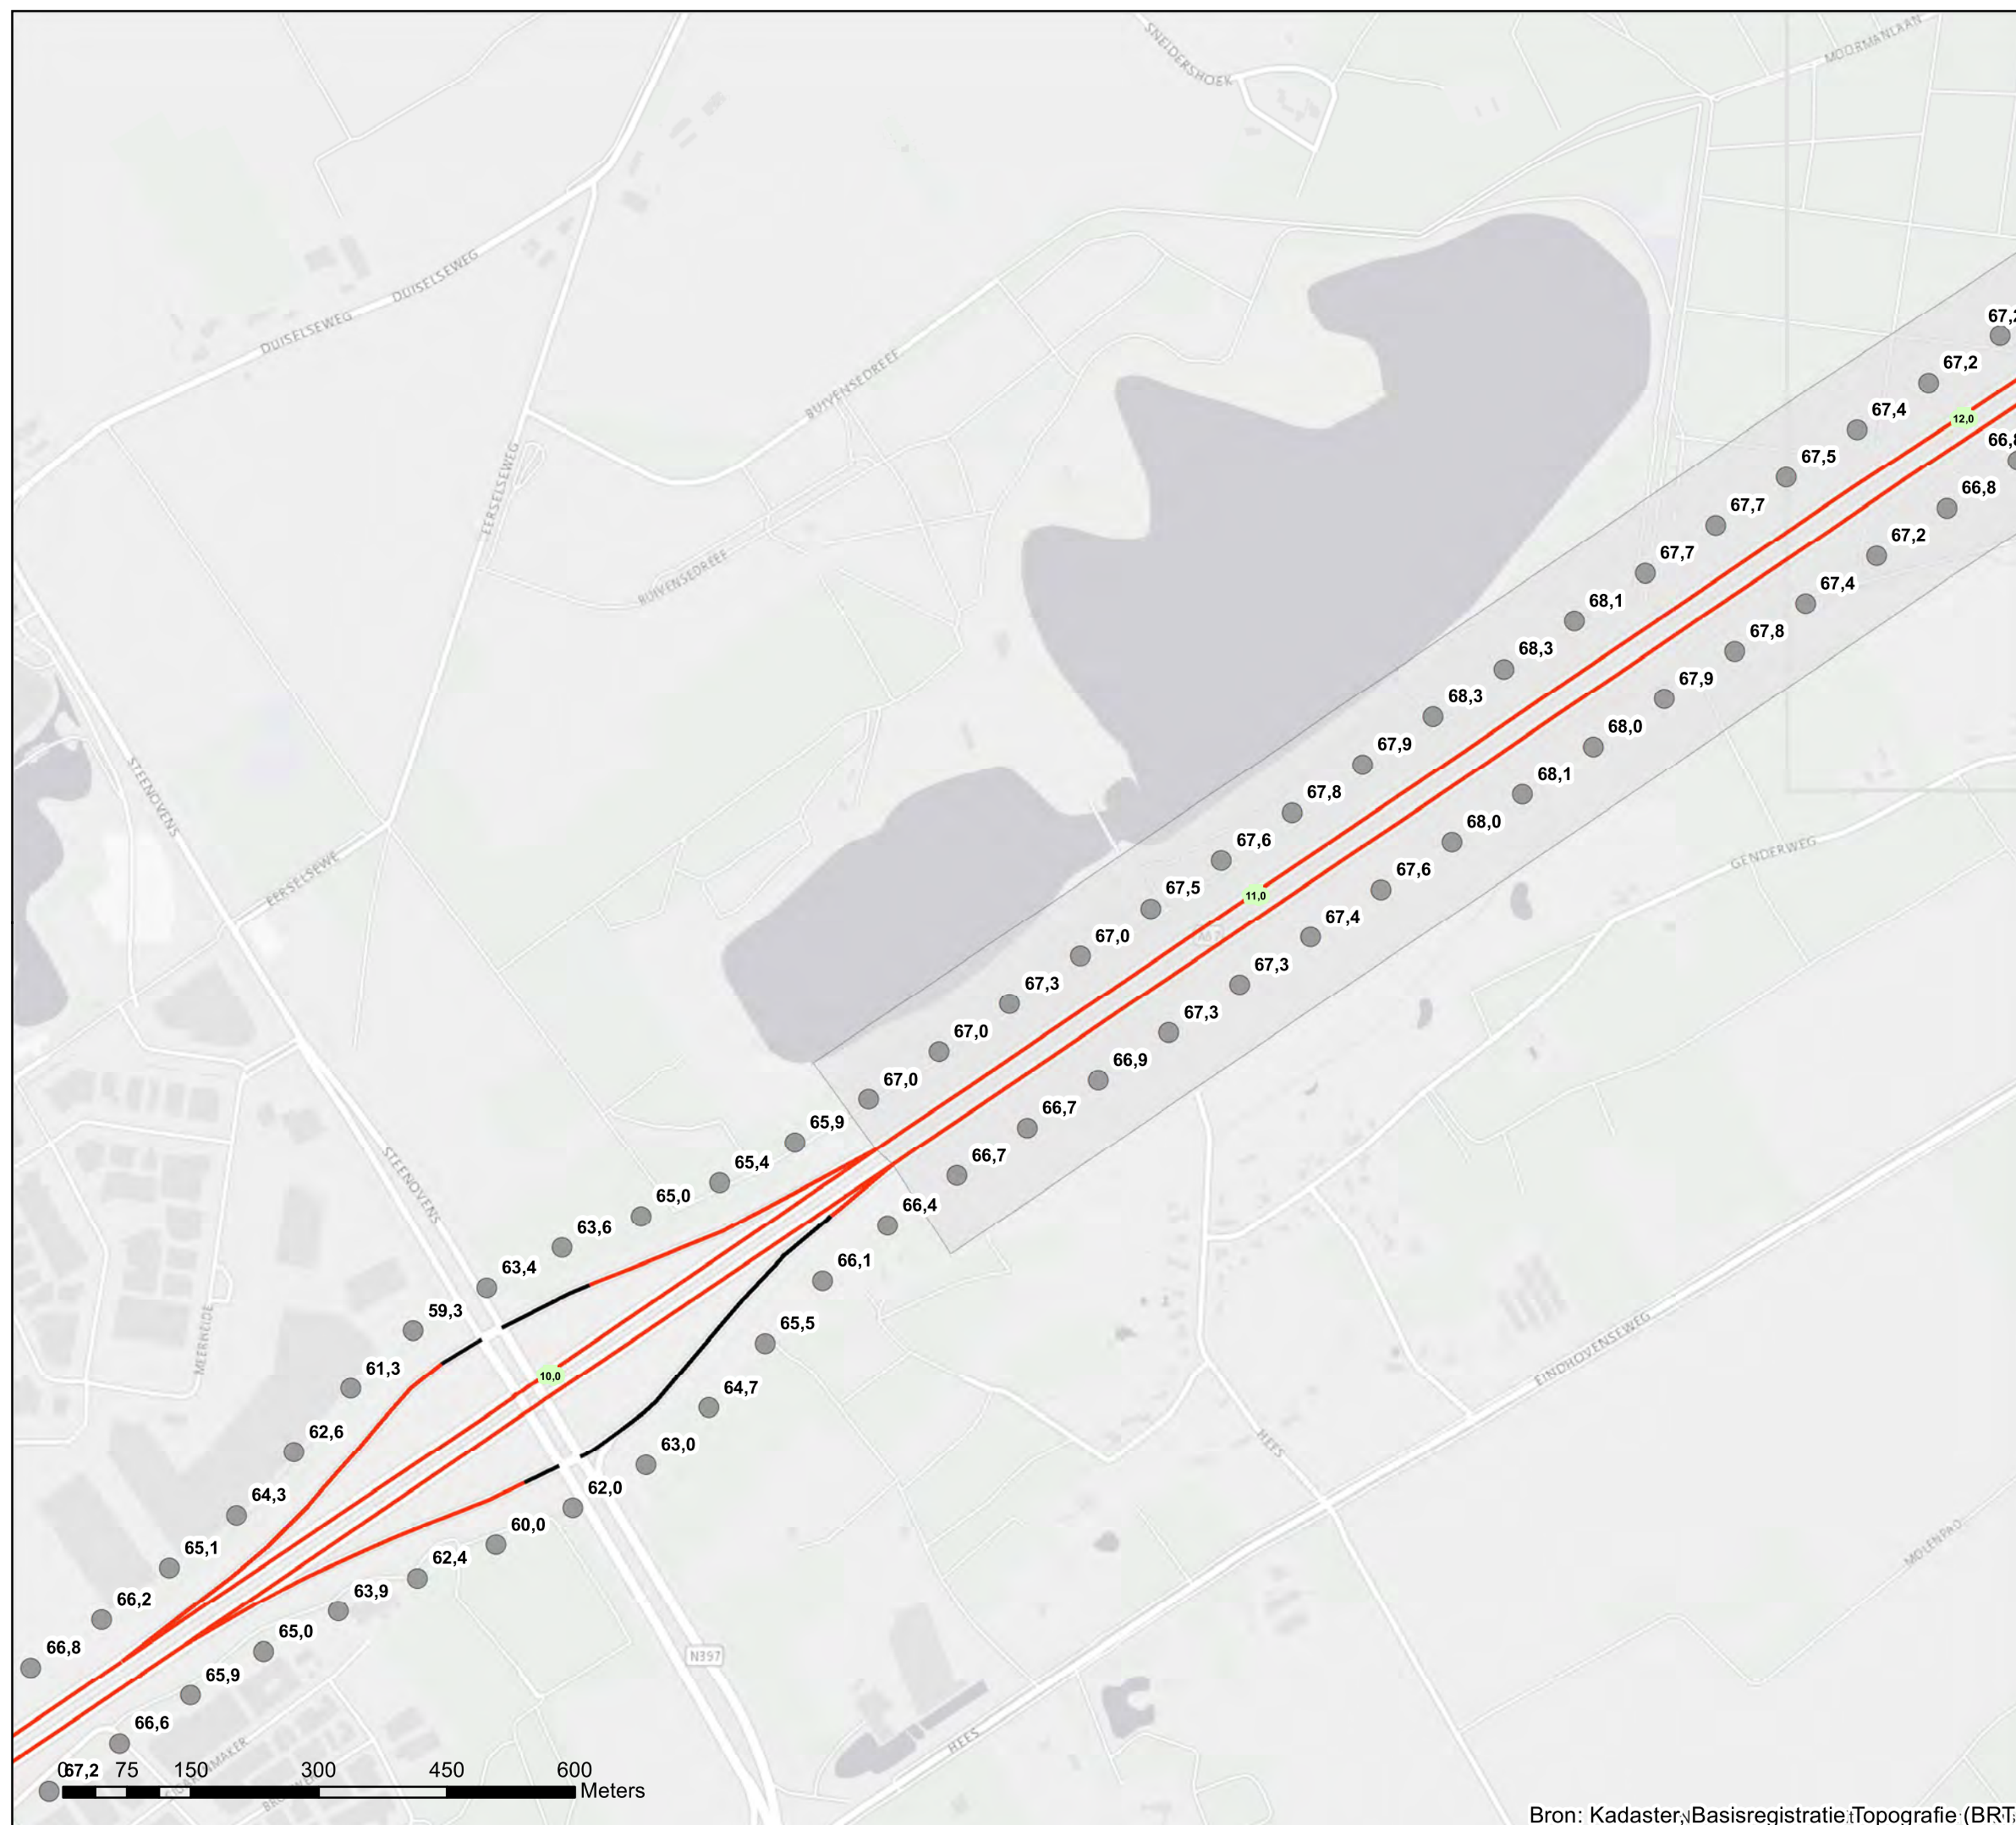 SNEIDERSHOEK
MOORMANLAAN
DUISELSEWEG
DUISELSEWEG
67,2
67,2
BUIVENSEDREEF
67,4
12,0
66,8
67,5
EERSELSEWEG
66,8
67,7
67,2
BUIVENSEDREEF
67,7
67,4
68,1
67,8
68,3
67,9
68,3
68,0
STEENOVENS
67,9
68,1
67,8
68,0
GENDERWEG
67,6
67,6
EERSELSEWE
67,5
11,0
67,4
67,0
A67
67,3
67,3
67,3
67,0
66,9
67,0
66,7
65,9
66,7
STEENOVENS
65,4
65,0
66,4
63,6
66,1
63,4
59,3
65,5
MEERHEIDE
61,3
10,0
EINDHOVENSEWEG
64,7
62,6
63,0
HEES
64,3
62,0
60,0
65,1
62,4
MOLENPAD
66,2
63,9
66,8
65,0
N397
65,9
66,6
HEES
0 67,2 75 150 300 450 600
Meters
Bron: Kadaster, Basisregistratie Topografie (BRT